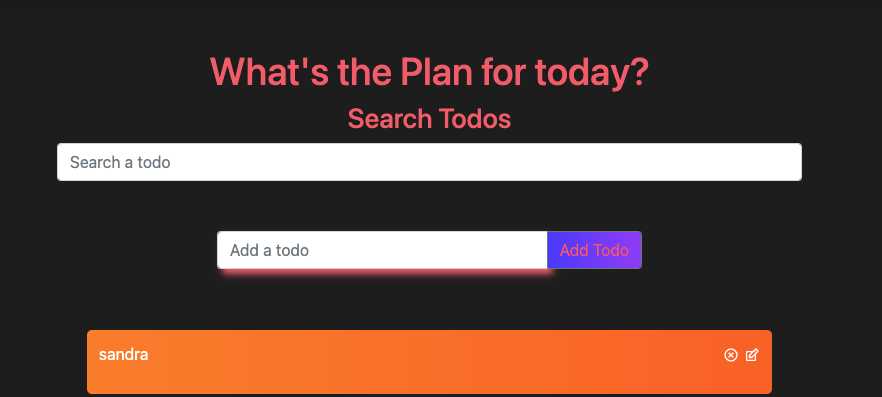 What's the Plan for today?
Search Todos
Search a todo
Add a todo Add Todo
sandra